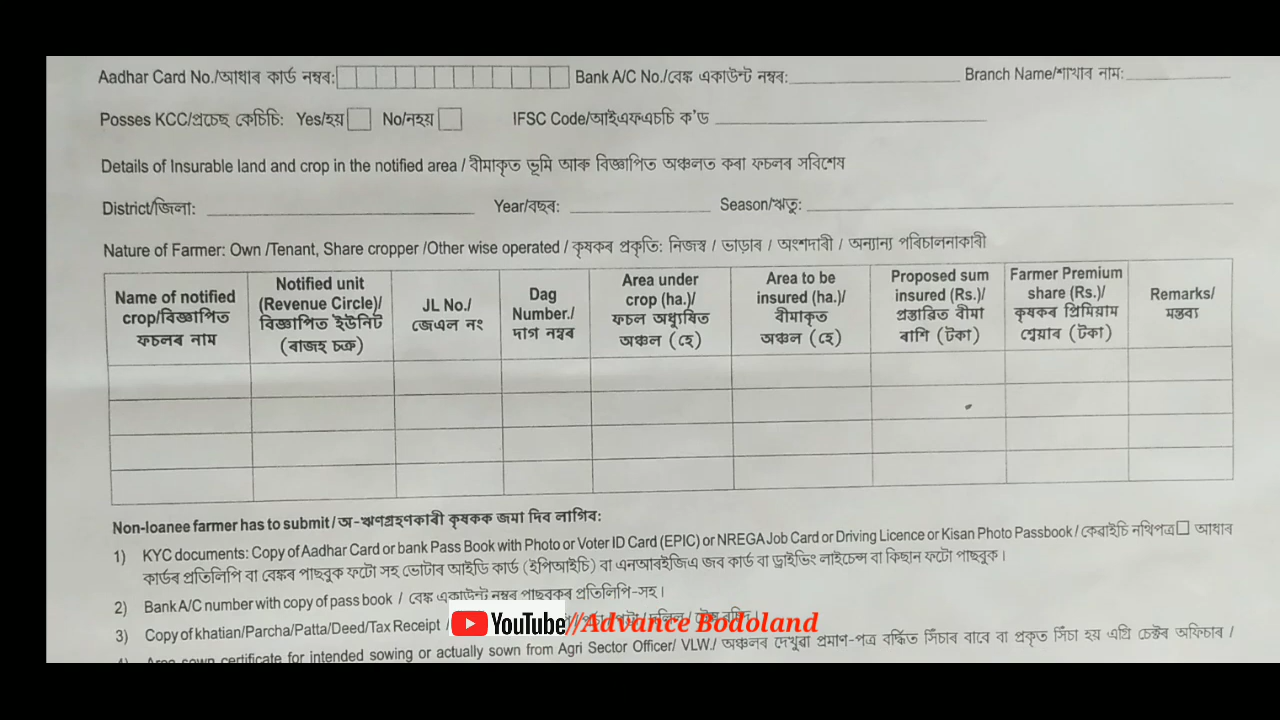 Aadhar Card No./আধাৰ কাৰ্ড নম্বৰ: Bank A/C No./বেঙ্ক একাউন্ট নম্বৰ: Branch Name/শাখাৰ নাম:
Posses KCC/প্ৰচেছ কেচিচি: Yes/হয় No/নহয় IFSC Code/আইএফএচচি ক'ড
Details of Insurable land and crop in the notified area / বীমাকৃত ভূমি আৰু বিজ্ঞাপিত অঞ্চলত কৰা ফচলৰ সবিশেষ
District/জিলা: Year/বছৰ: Season/ঋতু:
Nature of Farmer: Own /Tenant, Share cropper /Other wise operated / কৃষকৰ প্ৰকৃতি: নিজস্ব / ভাড়াৰ / অংশদাৰী / অন্যান্য পৰিচালনাকাৰী
Name of notified crop/বিজ্ঞাপিত ফচলৰ নাম
Notified unit (Revenue Circle)/ বিজ্ঞাপিত ইউনিট (ৰাজহ চক্ৰ)
JL No./ জেএল নং
Dag Number./ দাগ নম্বৰ
Area under crop (ha.)/ ফচল অধ্যুষিত অঞ্চল (হে)
Area to be insured (ha.)/ বীমাকৃত অঞ্চল (হে)
Proposed sum insured (Rs.)/ প্ৰস্তাৱিত বীমা ৰাশি (টকা)
Farmer Premium share (Rs.)/ কৃষকৰ প্ৰিমিয়াম শ্বেয়াৰ (টকা)
Remarks/ মন্তব্য
Non-loanee farmer has to submit / অ-ঋণগ্ৰহণকাৰী কৃষকক জমা দিব লাগিব:
1) KYC documents: Copy of Aadhar Card or bank Pass Book with Photo or Voter ID Card (EPIC) or NREGA Job Card or Driving Licence or Kisan Photo Passbook / কেৱাইচি নথিপত্ৰ আধাৰ
কাৰ্ডৰ প্ৰতিলিপি বা বেঙ্কৰ পাছবুক ফটো সহ ভোটাৰ আইডি কাৰ্ড (ইপিআইচি) বা এনআৰইজিএ জব কাৰ্ড বা ড্ৰাইভিং লাইচেন্স বা কিছান ফটো পাছবুক।
2) Bank A/C number with copy of pass book / বেঙ্ক একাউন্ট নম্বৰ পাছবুকৰ প্ৰতিলিপি-সহ।
3) Copy of khatian/Parcha/Patta/Deed/Tax Receipt /
YouTube //Advance Bodoland
4) Area sown certificate for intended sowing or actually sown from Agri Sector Officer/ VLW./ অঞ্চলৰ দেখুৱা প্ৰমাণ-পত্ৰ বা প্ৰকৃত সিঁচা হয় এগ্ৰি চেক্টৰ অফিচাৰ /